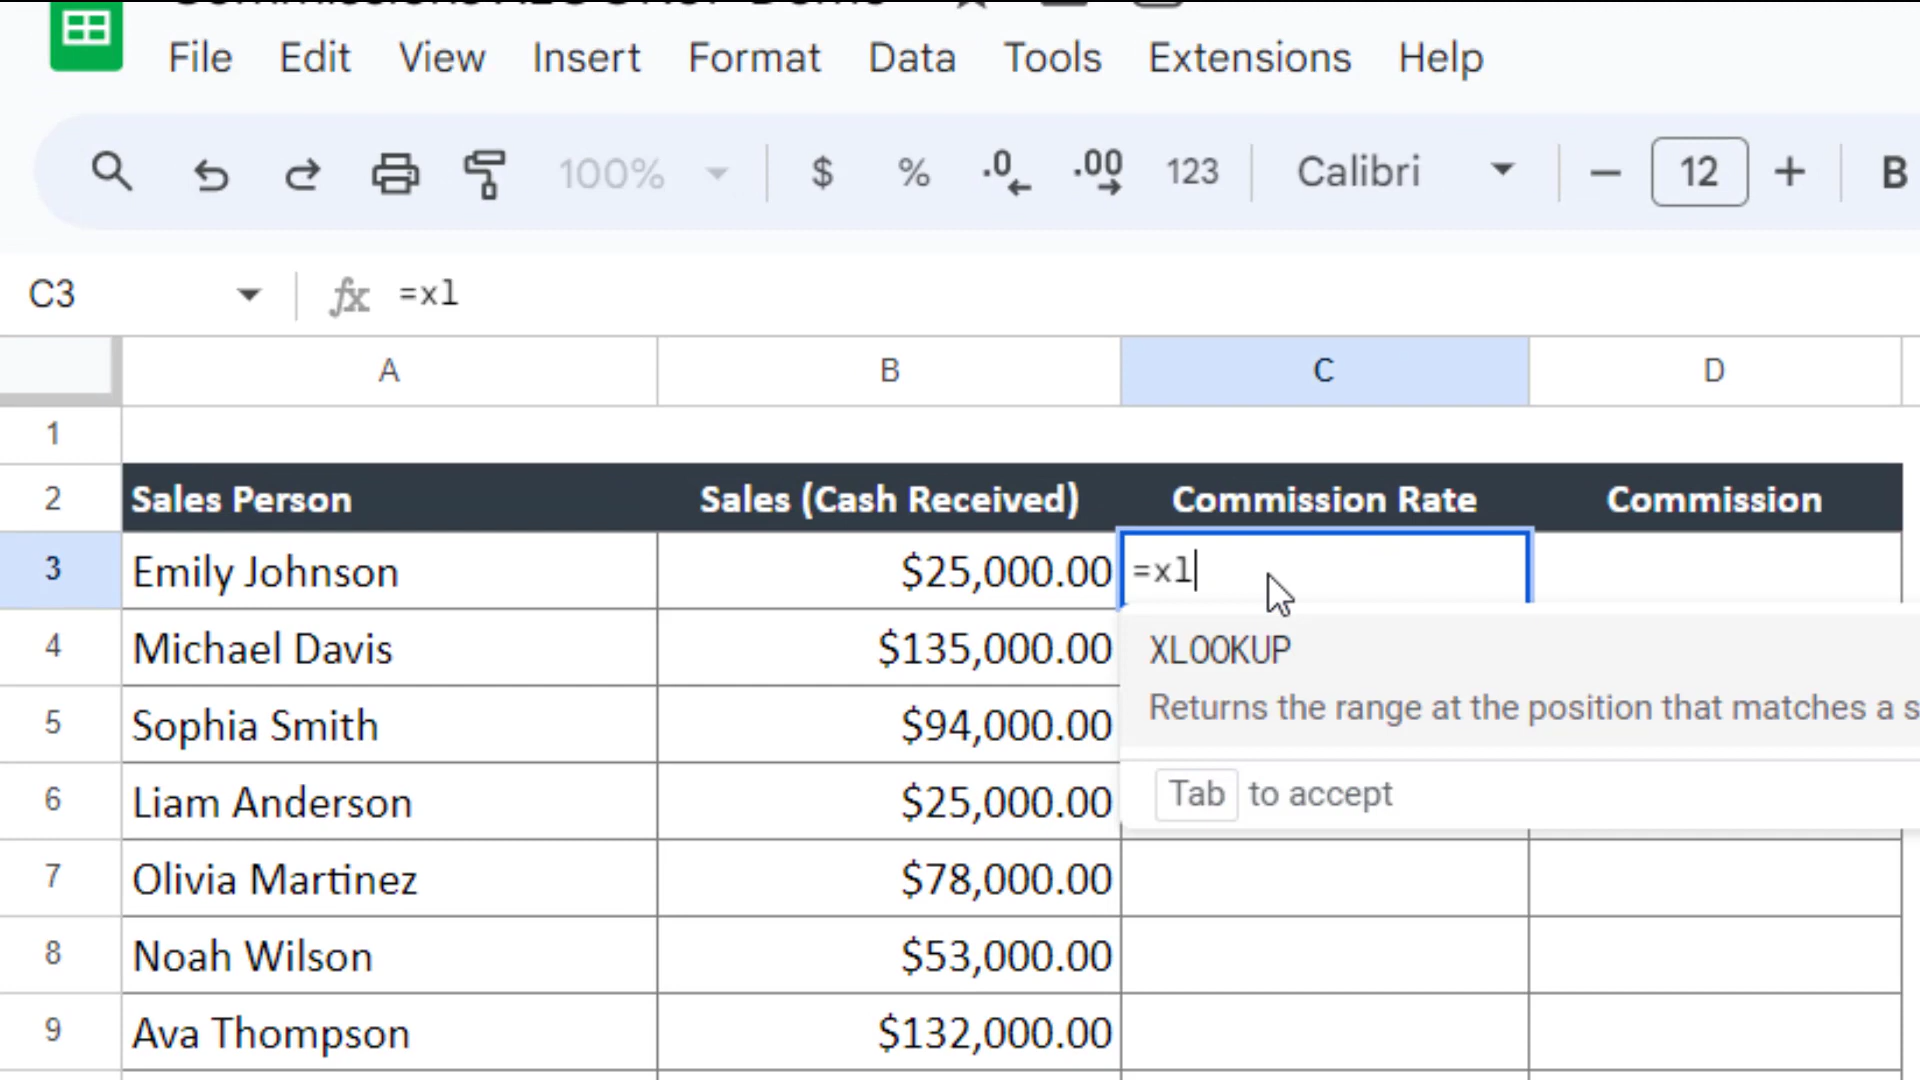 File Edit View Insert Format Data Tools Extensions Help
100% $ % .0 .00 123 Calibri 12 B
C3 fx =xl
A B C D
1
2 Sales Person Sales (Cash Received) Commission Rate Commission
3 Emily Johnson $25,000.00 =xl
4 Michael Davis $135,000.00 XLOOKUP
Returns the range at the position that matches a s
5 Sophia Smith $94,000.00
6 Liam Anderson $25,000.00 Tab to accept
7 Olivia Martinez $78,000.00
8 Noah Wilson $53,000.00
9 Ava Thompson $132,000.00